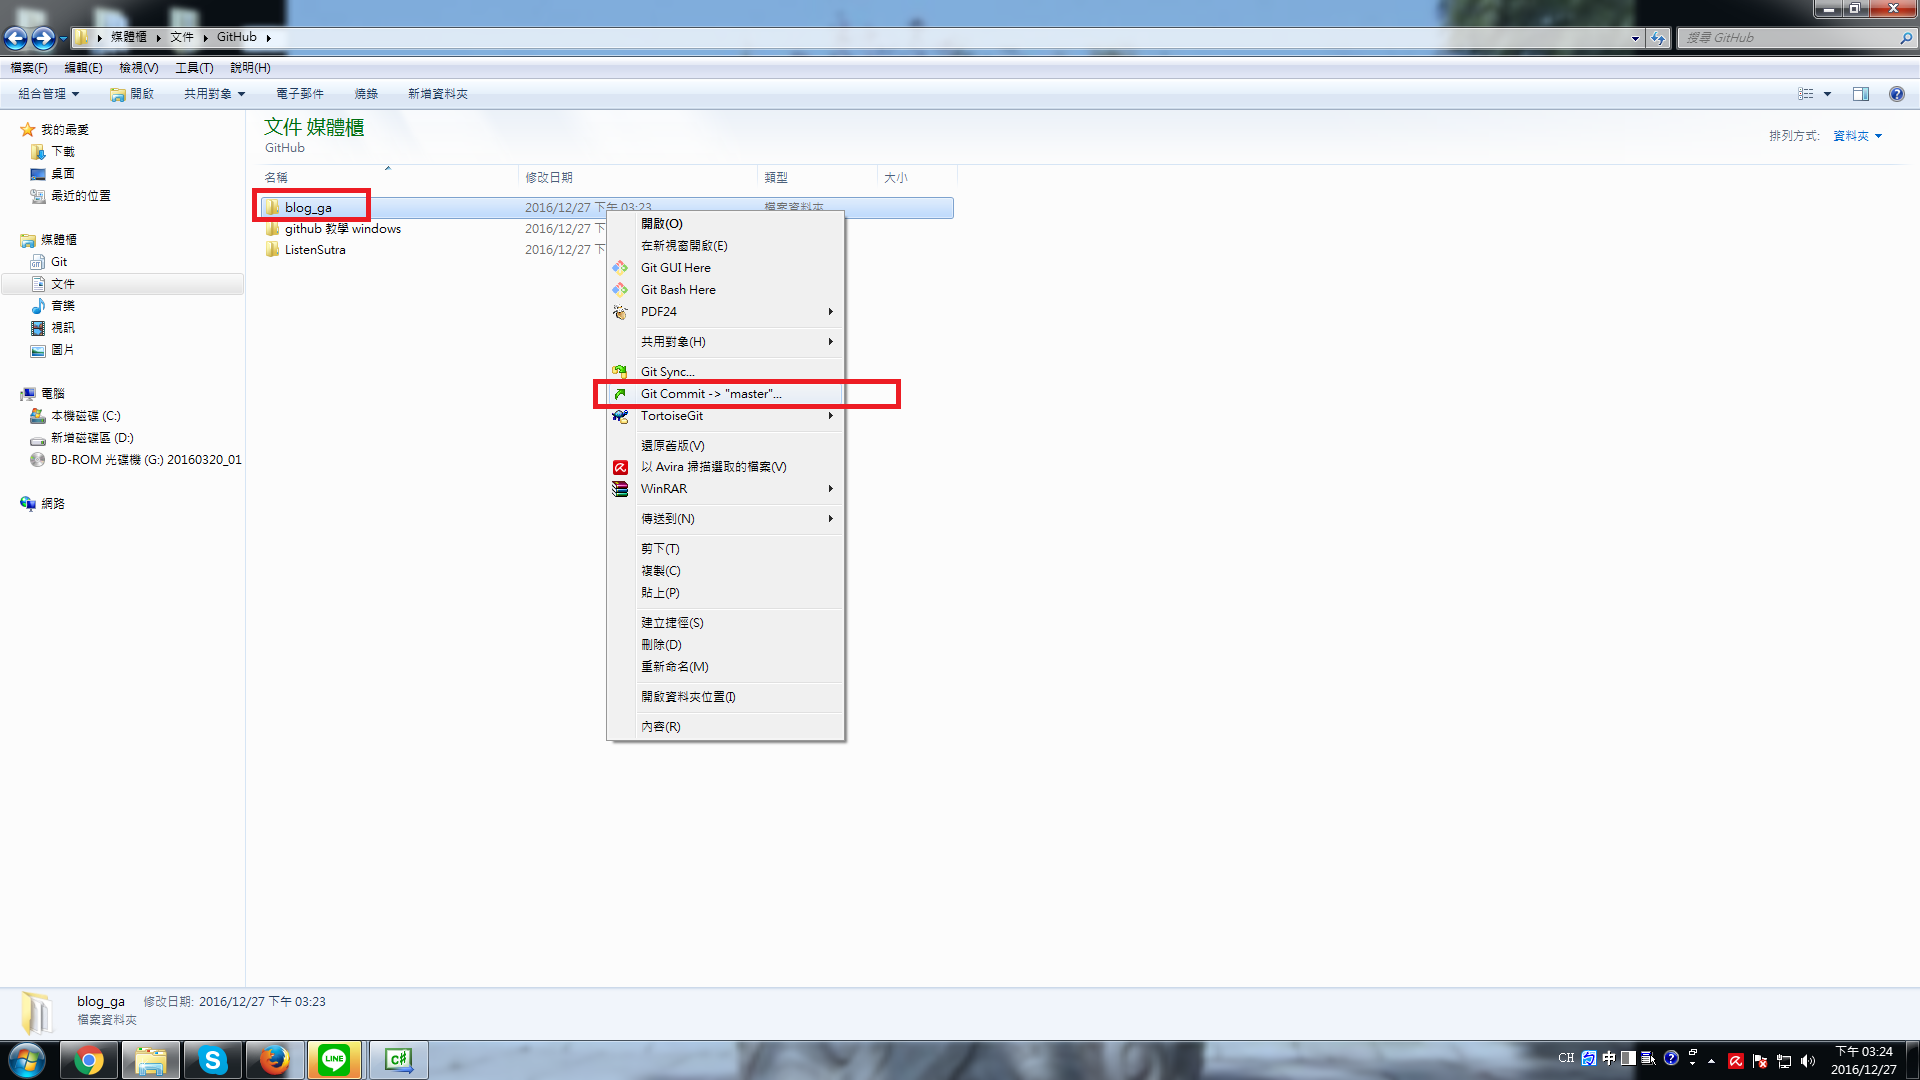 媒體櫃 文件 GitHub
搜尋 GitHub
檔案(F) 編輯(E) 檢視(V) 工具(T) 說明(H)
組合管理 開啟 共用對象 電子郵件 燒錄 新增資料夾
我的最愛
下載
桌面
最近的位置
媒體櫃
Git
文件
音樂
視訊
圖片
電腦
本機磁碟 (C:)
新增磁碟區 (D:)
BD-ROM 光碟機 (G:) 20160320_01
網路
文件 媒體櫃
GitHub
排列方式: 資料夾
名稱 修改日期 類型 大小
blog_ga 2016/12/27 下午 03:23 檔案資料夾
github 教學 windows 2016/12/27 下
ListenSutra 2016/12/27 下
開啟(O)
在新視窗開啟(E)
Git GUI Here
Git Bash Here
PDF24
共用對象(H)
Git Sync...
Git Commit -> "master"...
TortoiseGit
還原舊版(V)
以 Avira 掃描選取的檔案(V)
WinRAR
傳送到(N)
剪下(T)
複製(C)
貼上(P)
建立捷徑(S)
刪除(D)
重新命名(M)
開啟資料夾位置(I)
內容(R)
blog_ga 修改日期: 2016/12/27 下午 03:23
檔案資料夾
LINE
C#
CH 中
下午 03:24
2016/12/27